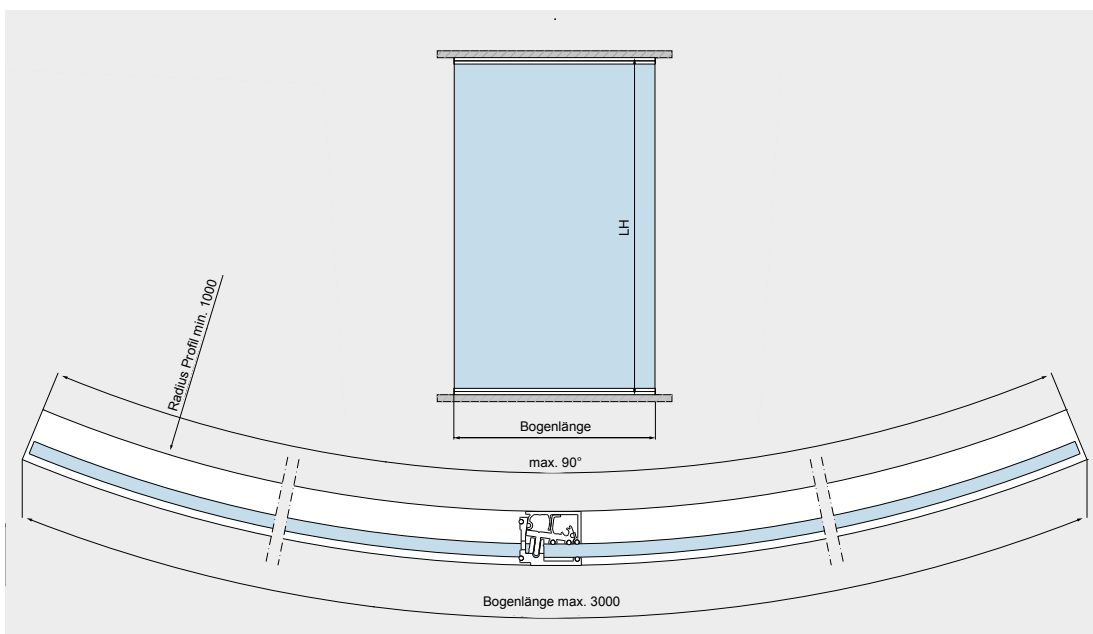 LH
Radius Profil min. 1000
Bogenlänge
max. 90°
Bogenlänge max. 3000